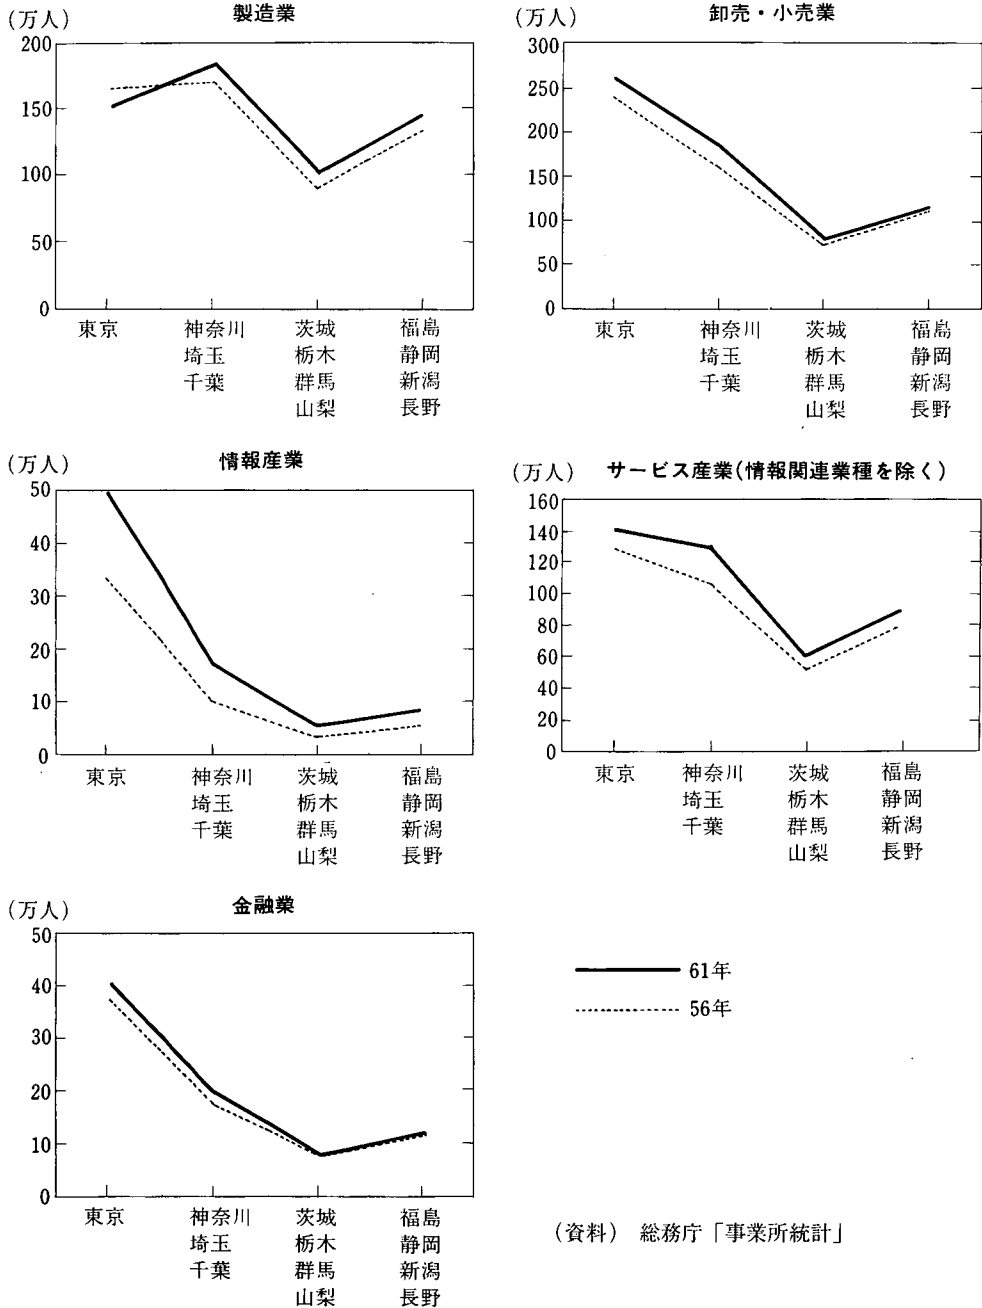 製造業
(万人)
200
150
100
50
0
東京
神奈川
埼玉
千葉
茨城
栃木
群馬
山梨
福島
静岡
新潟
長野
卸売・小売業
(万人)
300
250
200
150
100
50
0
東京
神奈川
埼玉
千葉
茨城
栃木
群馬
山梨
福島
静岡
新潟
長野
情報産業
(万人)
50
40
30
20
10
0
東京
神奈川
埼玉
千葉
茨城
栃木
群馬
山梨
福島
静岡
新潟
長野
サービス産業(情報関連業種を除く)
(万人)
160
140
120
100
80
60
40
20
0
東京
神奈川
埼玉
千葉
茨城
栃木
群馬
山梨
福島
静岡
新潟
長野
金融業
(万人)
50
40
30
20
10
0
東京
神奈川
埼玉
千葉
茨城
栃木
群馬
山梨
福島
静岡
新潟
長野
61年
56年
(資料) 総務庁「事業所統計」